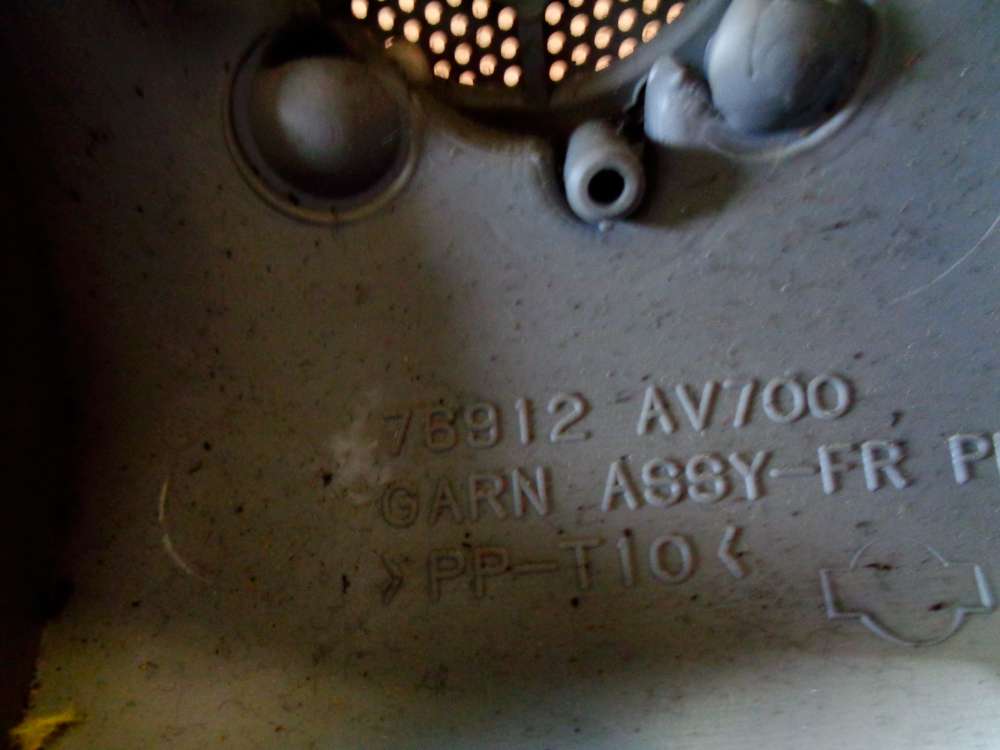 76912 AV700
GARN ASSY-FR
>PP-T10<